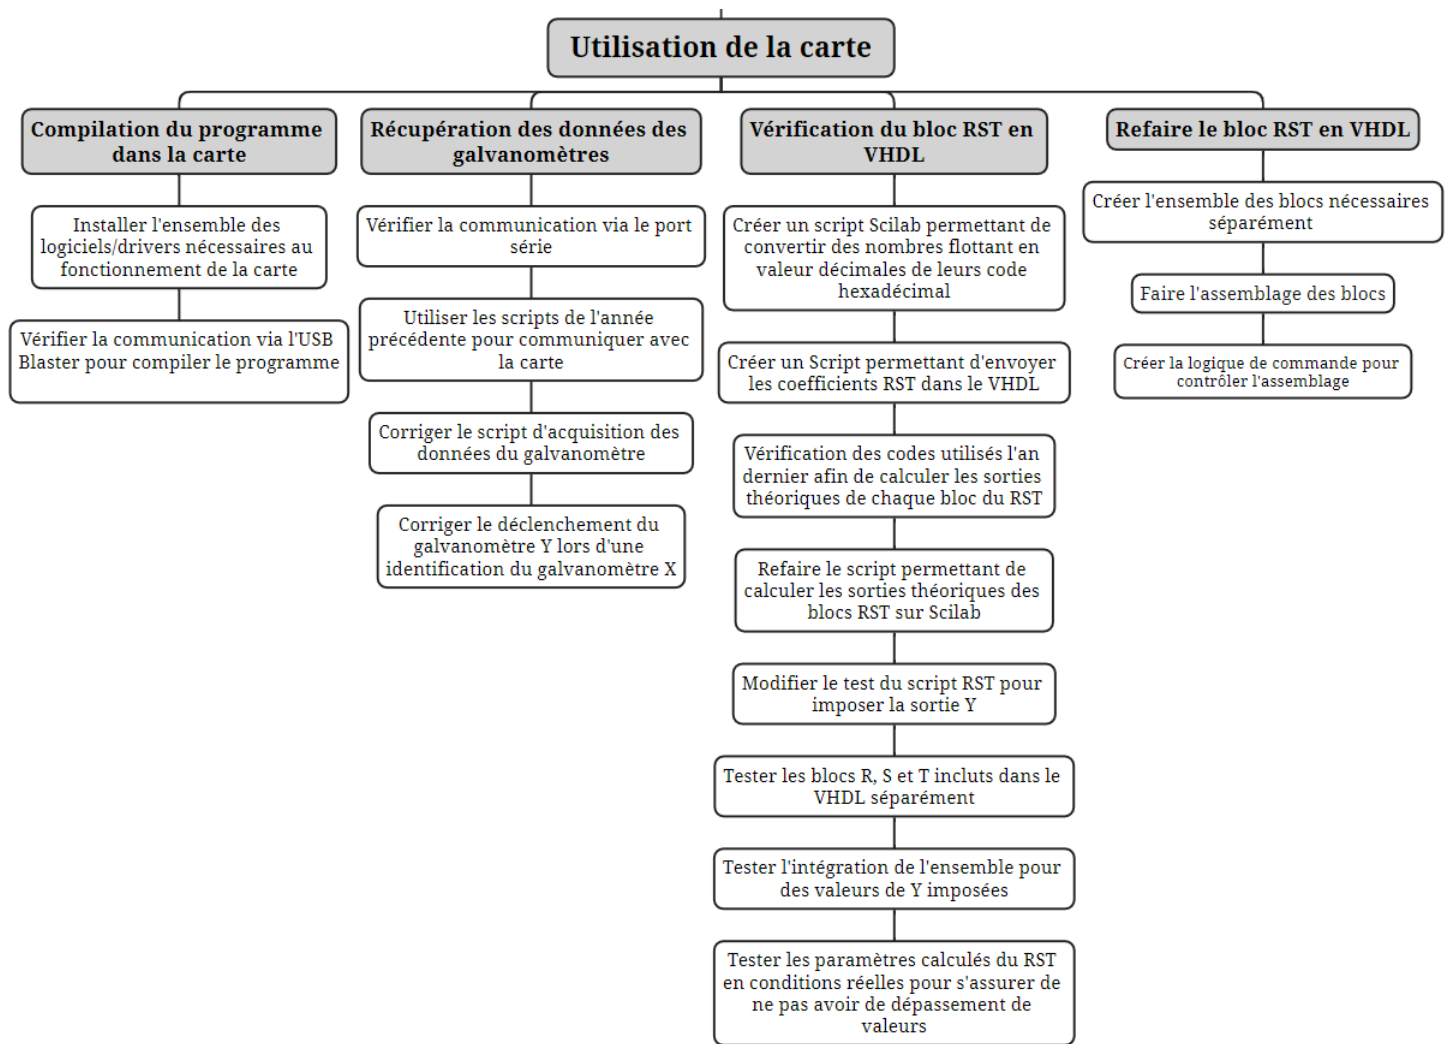 Utilisation de la carte
Compilation du programme
dans la carte
Installer l'ensemble des
logiciels/drivers nécessaires au
fonctionnement de la carte
Vérifier la communication via l'USB
Blaster pour compiler le programme
Récupération des données des
galvanomètres
Vérifier la communication via le port
série
Utiliser les scripts de l'année
précédente pour communiquer avec
la carte
Corriger le script d'acquisition des
données du galvanomètre
Corriger le déclenchement du
galvanomètre Y lors d'une
identification du galvanomètre X
Vérification du bloc RST en
VHDL
Créer un script Scilab permettant de
convertir des nombres flottant en
valeur décimales de leurs code
hexadécimal
Créer un Script permettant d'envoyer
les coefficients RST dans le VHDL
Vérification des codes utilisés l'an
dernier afin de calculer les sorties
théoriques de chaque bloc du RST
Refaire le script permettant de
calculer les sorties théoriques des
blocs RST sur Scilab
Modifier le test du script RST pour
imposer la sortie Y
Tester les blocs R, S et T incluts dans le
VHDL séparément
Tester l'intégration de l'ensemble pour
des valeurs de Y imposées
Tester les paramètres calculés du RST
en conditions réelles pour s'assurer de
ne pas avoir de dépassement de
valeurs
Refaire le bloc RST en VHDL
Créer l'ensemble des blocs nécessaires
séparément
Faire l'assemblage des blocs
Créer la logique de commande pour
contrôler l'assemblage